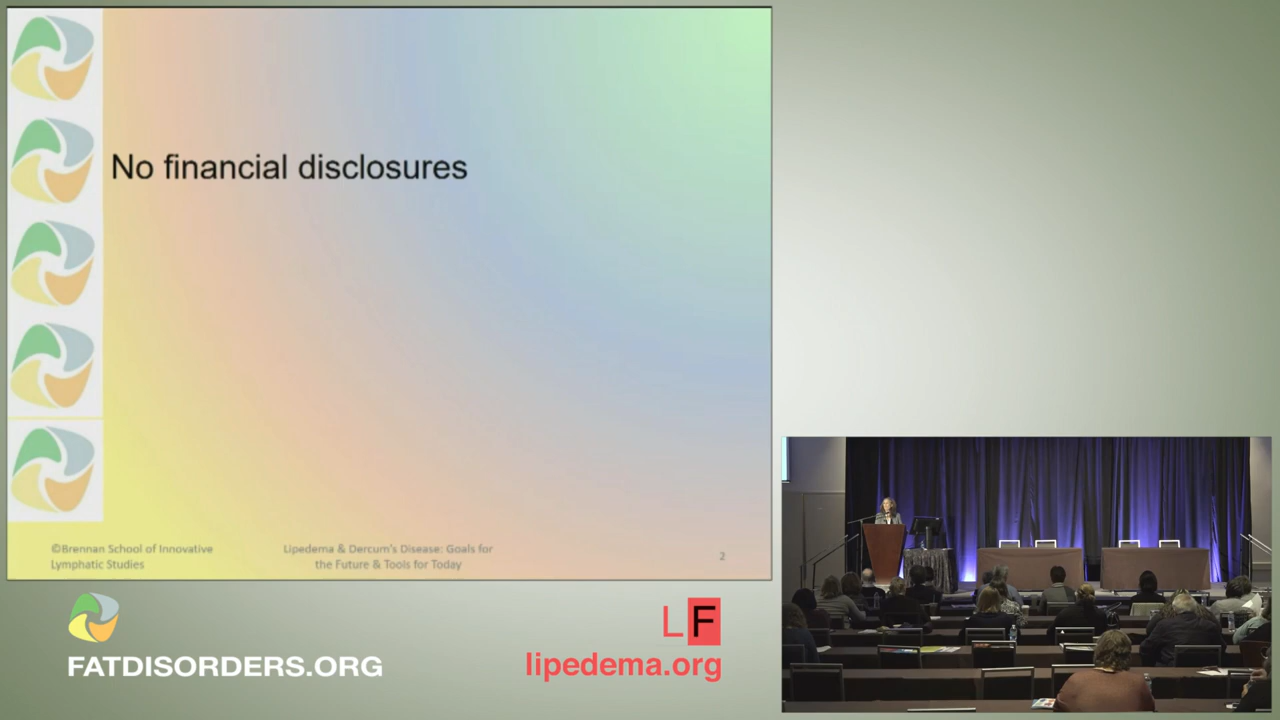 No financial disclosures
©Brennan School of Innovative
Lymphatic Studies
Lipedema & Dercum's Disease: Goals for
the Future & Tools for Today
2
FATDISORDERS.ORG
LF
lipedema.org